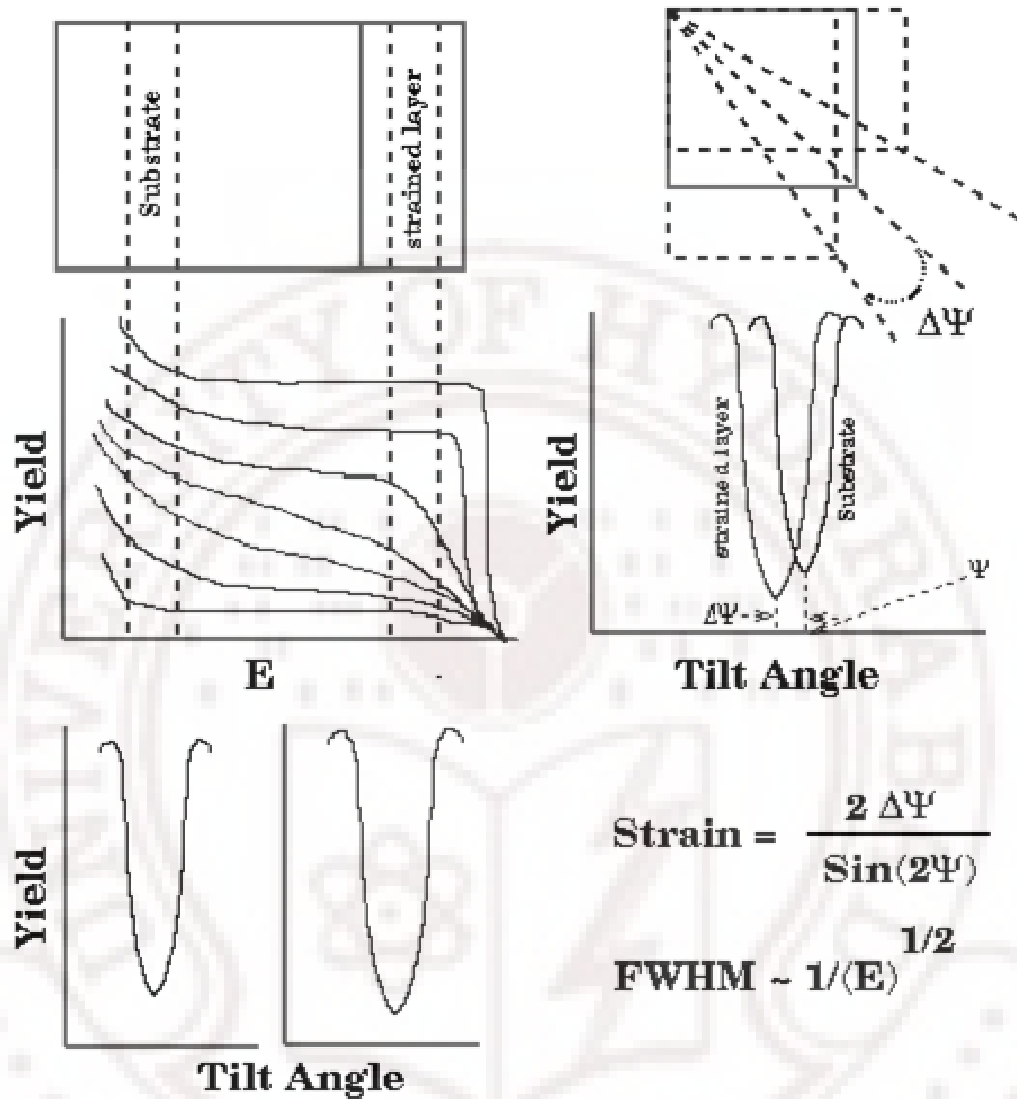 Substrate
strained layer
ΔΨ
Yield
E
Yield
strained layer
Substrate
ΔΨ
Ψ
Tilt Angle
Yield
Tilt Angle
Strain = 2 ΔΨ / Sin(2Ψ)
FWHM ~ 1/(E)^1/2